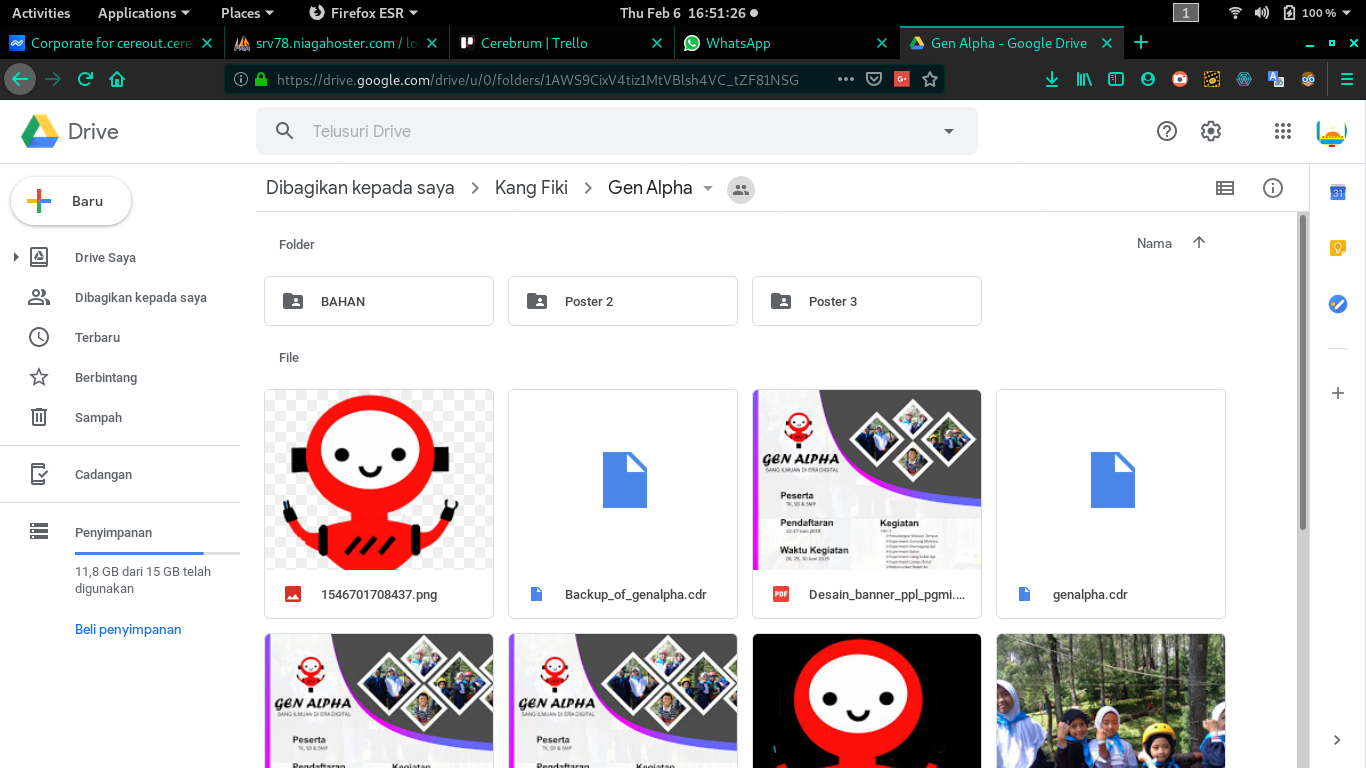 Activities Applications Places Firefox ESR Thu Feb 6 16:51:26 1 100 %
Corporate for cereout.cere srv78.niagahoster.com / lo Cerebrum | Trello WhatsApp Gen Alpha - Google Drive
https://drive.google.com/drive/u/0/folders/1AWS9CixV4tiz1MtVBlsh4VC_tZF81NSG
Drive
Telusuri Drive
Baru
Drive Saya
Dibagikan kepada saya
Terbaru
Berbintang
Sampah
Cadangan
Penyimpanan
11,8 GB dari 15 GB telah
digunakan
Beli penyimpanan
Dibagikan kepada saya Kang Fiki Gen Alpha
31
Folder Nama
BAHAN Poster 2 Poster 3
File
GEN ALPHA
SANG ILMUAN DI ERA DIGITAL
Peserta
TK, SD & SMP
Pendaftaran
Kegiatan
Waktu Kegiatan
1546701708437.png Backup_of_genalpha.cdr PDF Desain_banner_ppl_pgmi.... genalpha.cdr
GEN ALPHA
SANG ILMUAN DI ERA DIGITAL
Peserta
TK, SD & SMP
Pendaftaran Kegiatan
GEN ALPHA
SANG ILMUAN DI ERA DIGITAL
Peserta
TK, SD & SMP
Pendaftaran Kegiatan